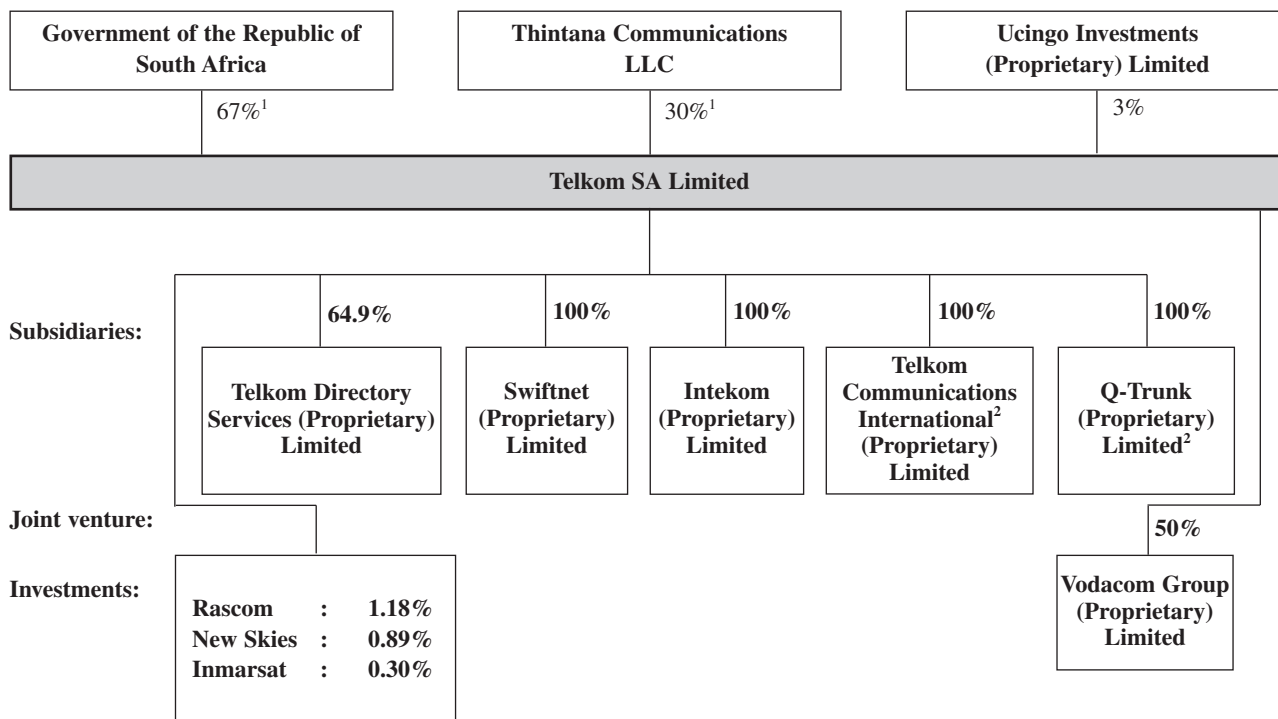 Government of the Republic of
South Africa
Thintana Communications
LLC
Ucingo Investments
(Proprietary) Limited
67%¹
30%¹
3%
Telkom SA Limited
Subsidiaries:
64.9%
100%
100%
100%
100%
Telkom Directory
Services (Proprietary)
Limited
Swiftnet
(Proprietary)
Limited
Intekom
(Proprietary)
Limited
Telkom
Communications
International²
(Proprietary)
Limited
Q-Trunk
(Proprietary)
Limited²
Joint venture:
50%
Vodacom Group
(Proprietary)
Limited
Investments:
Rascom : 1.18%
New Skies : 0.89%
Inmarsat : 0.30%